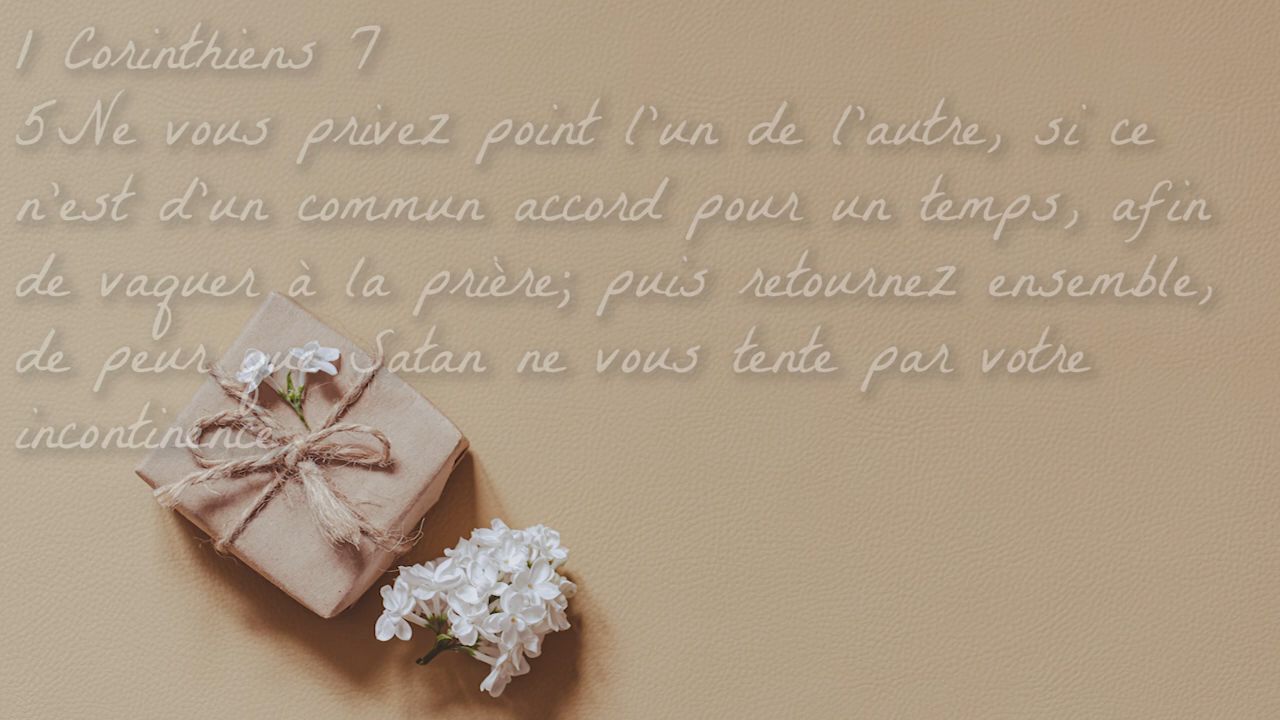 1 Corinthiens 7
5Ne vous privez point l'un de l'autre, si ce
n'est d'un commun accord pour un temps, afin
de vaquer à la prière; puis retournez ensemble,
de peur que Satan ne vous tente par votre
incontinence.